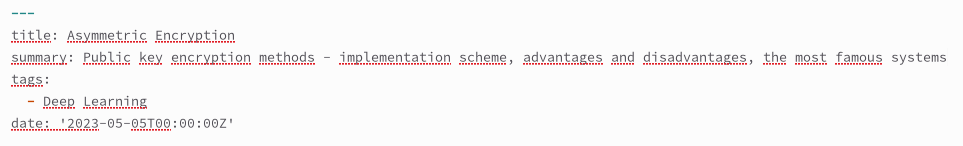 ---
title: Asymmetric Encryption
summary: Public key encryption methods - implementation scheme, advantages and disadvantages, the most famous systems
tags:
  - Deep Learning
date: '2023-05-05T00:00:00Z'